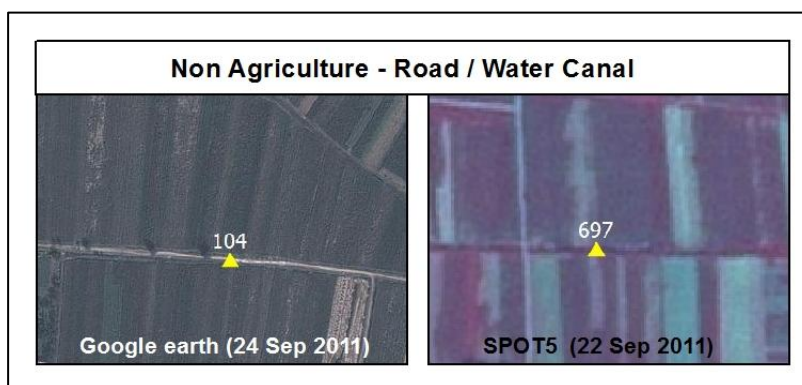 Non Agriculture - Road / Water Canal
104
697
Google earth (24 Sep 2011)
SPOT5 (22 Sep 2011)